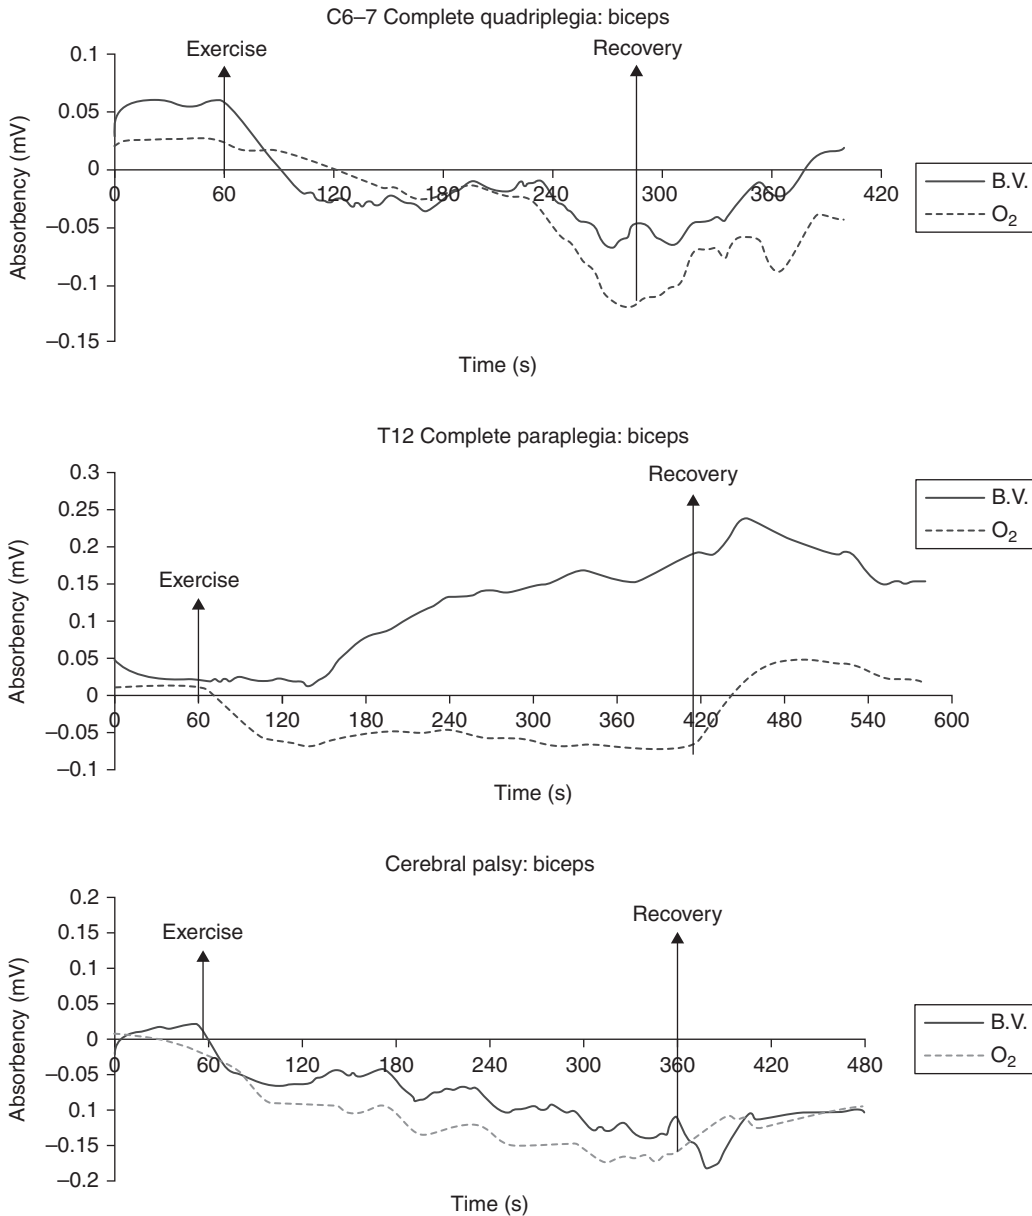 C6–7 Complete quadriplegia: biceps
0.1
Exercise
Recovery
0.05
0
–0.05
–0.1
–0.15
Absorbency (mV)
0 60 120 180 240 300 360 420
Time (s)
B.V.
O₂
T12 Complete paraplegia: biceps
0.3
Recovery
0.25
0.2
Exercise
0.15
0.1
0.05
0
–0.05
–0.1
Absorbency (mV)
0 60 120 180 240 300 360 420 480 540 600
Time (s)
B.V.
O₂
Cerebral palsy: biceps
0.2
Recovery
0.15
Exercise
0.1
0.05
0
–0.05
0.1
–0.15
–0.2
Absorbency (mV)
0 60 120 180 240 300 360 420 480
Time (s)
B.V.
O₂